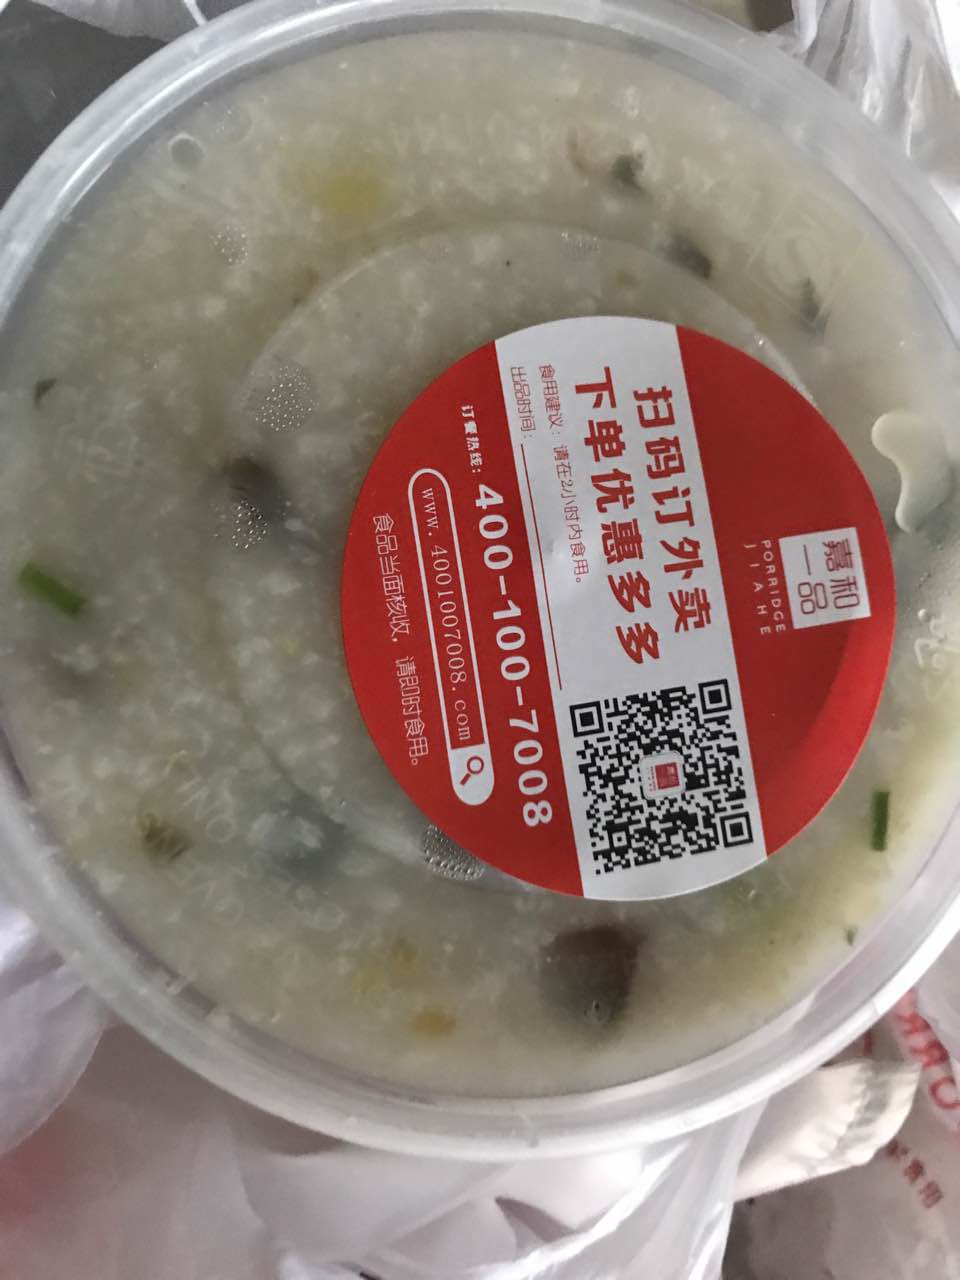 嘉和
一品
PORRIDGE
JIAHE
扫码订外卖
下单优惠多多
食用建议：请在2小时内食用。
出品时间：
订餐热线：400-100-7008
www.4001007008.com
食品当面核收，请即时食用。